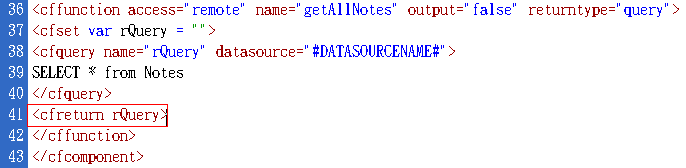 36 <cffunction access="remote" name="getAllNotes" output="false" returntype="query">
37 <cfset var rQuery = "">
38 <cfquery name="rQuery" datasource="#DATASOURCENAME#">
39 SELECT * from Notes
40 </cfquery>
41 <cfreturn rQuery>
42 </cffunction>
43 </cfcomponent>